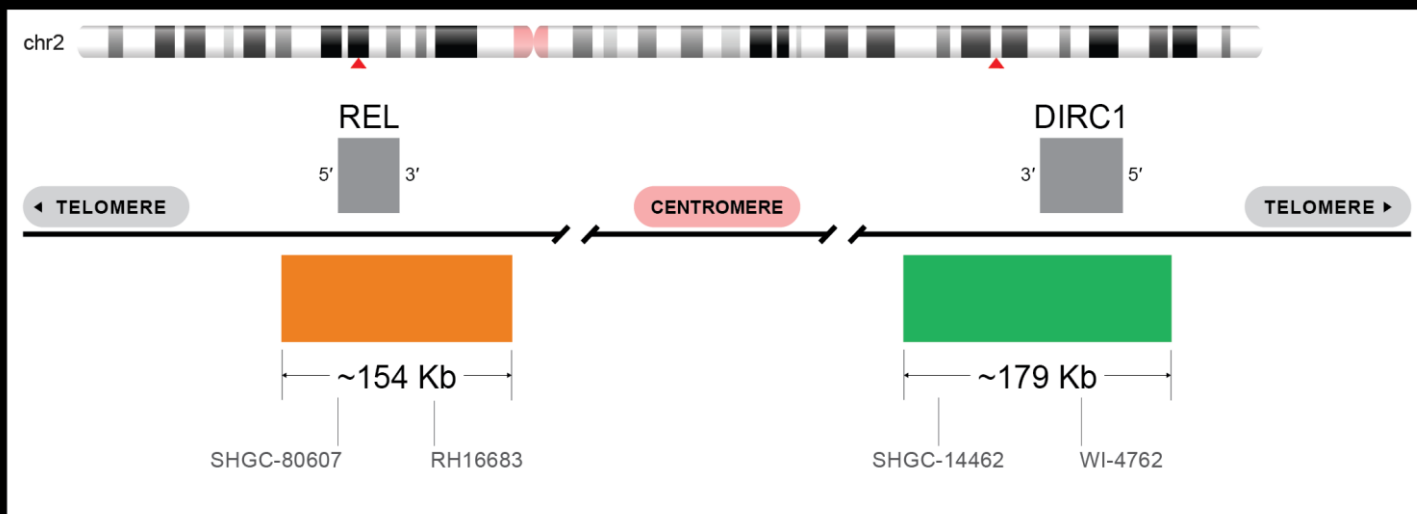 chr2
REL
DIRC1
5′ 3′
3′ 5′
◂ TELOMERE
CENTROMERE
TELOMERE ▸
~154 Kb
~179 Kb
SHGC-80607
RH16683
SHGC-14462
WI-4762